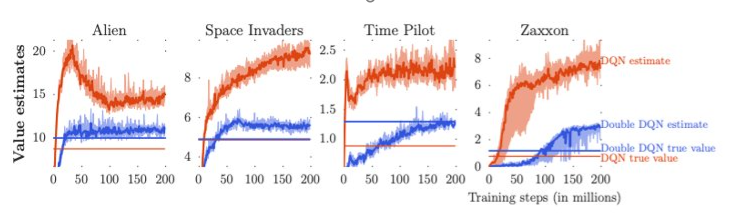 Alien
Space Invaders
Time Pilot
Zaxxon
Value estimates
20
15
10
0 50 100 150 200
8
6
4
0 50 100 150 200
2.5
2.0
1.5
1.0
0 50 100 150 200
8
6
4
2
0
0 50 100 150 200
DQN estimate
Double DQN estimate
Double DQN true value
DQN true value
Training steps (in millions)